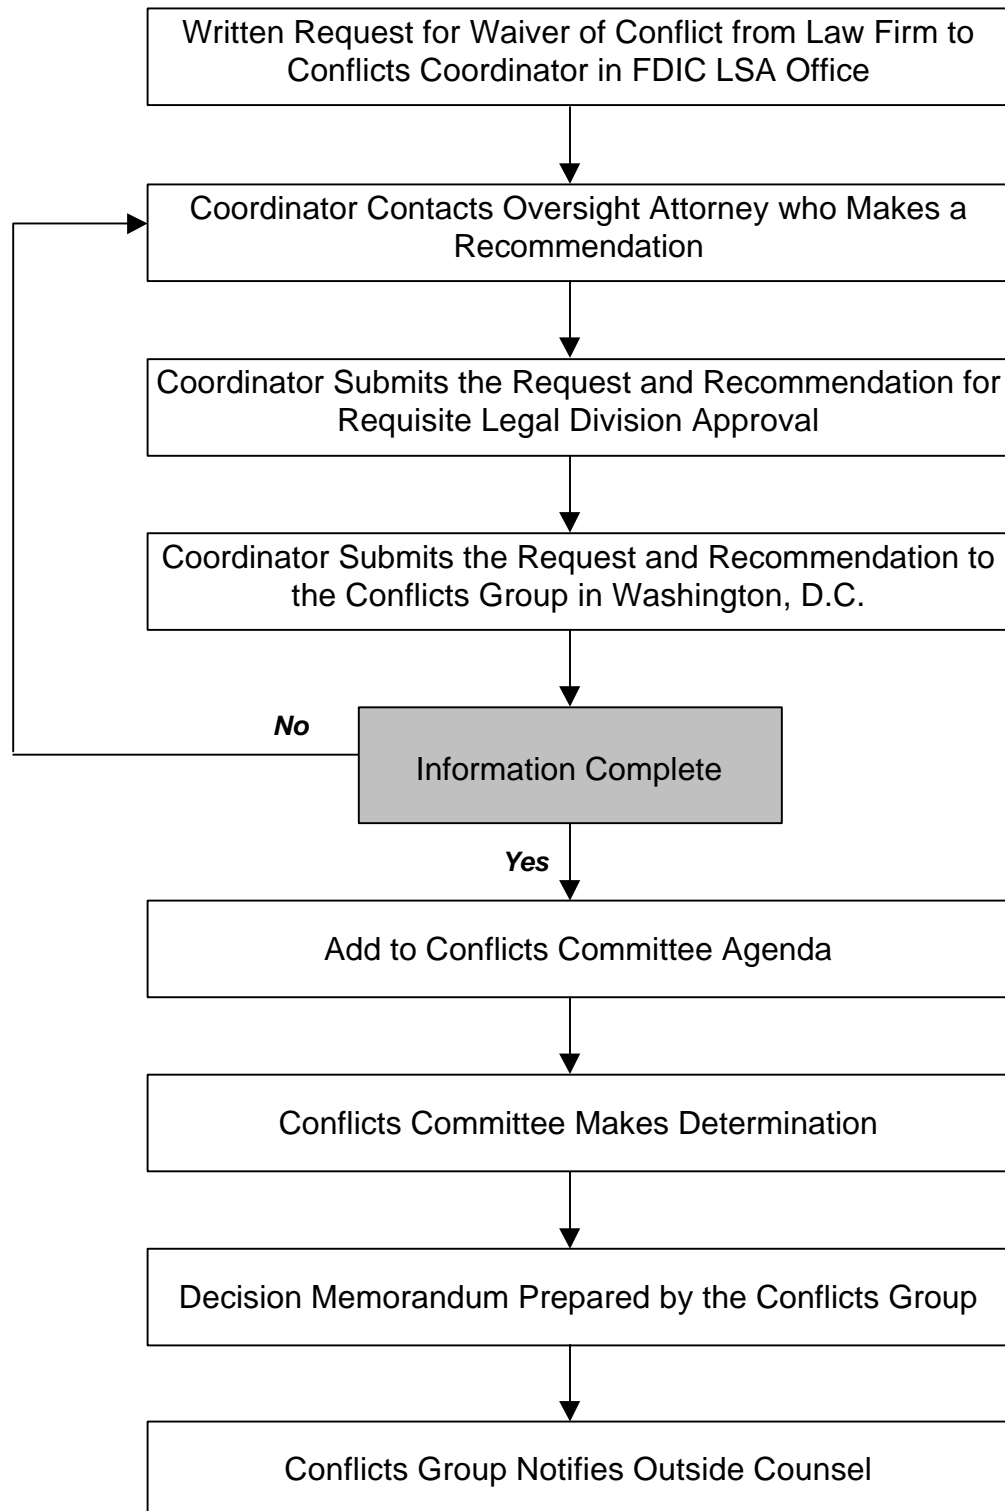 Written Request for Waiver of Conflict from Law Firm to
Conflicts Coordinator in FDIC LSA Office
Coordinator Contacts Oversight Attorney who Makes a
Recommendation
Coordinator Submits the Request and Recommendation for
Requisite Legal Division Approval
Coordinator Submits the Request and Recommendation to
the Conflicts Group in Washington, D.C.
No
Information Complete
Yes
Add to Conflicts Committee Agenda
Conflicts Committee Makes Determination
Decision Memorandum Prepared by the Conflicts Group
Conflicts Group Notifies Outside Counsel